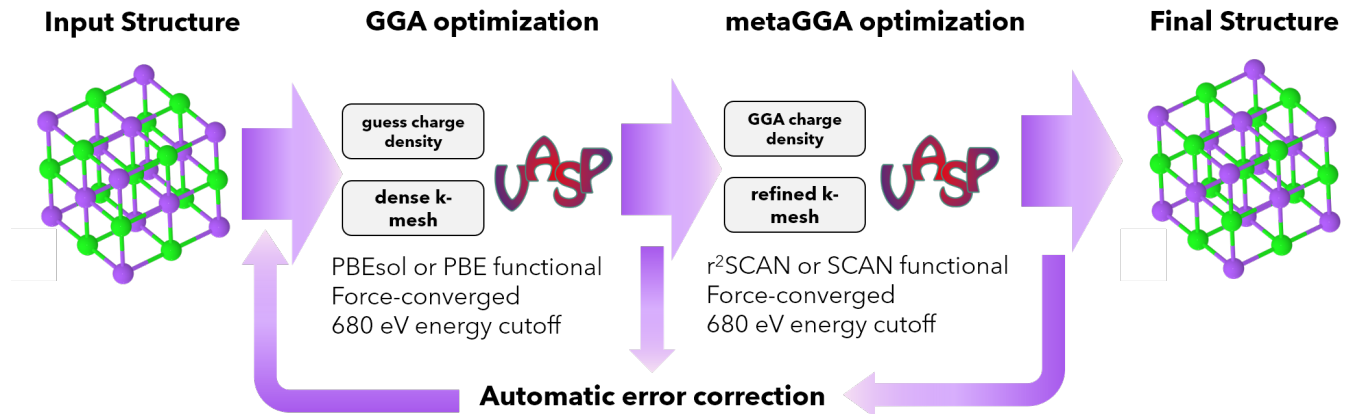 Input Structure
GGA optimization
metaGGA optimization
Final Structure
guess charge
density
VASP
dense k-
mesh
GGA charge
density
VASP
refined k-
mesh
PBEsol or PBE functional
Force-converged
680 eV energy cutoff
r²SCAN or SCAN functional
Force-converged
680 eV energy cutoff
Automatic error correction